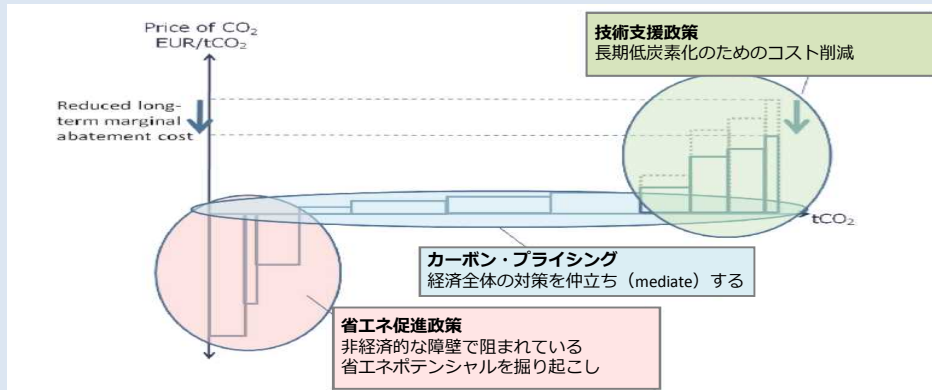 Price of CO₂
EUR/tCO₂
技術支援政策
長期低炭素化のためのコスト削減
Reduced long-
term marginal
abatement cost
tCO₂
カーボン・プライシング
経済全体の対策を仲立ち（mediate）する
省エネ促進政策
非経済的な障壁で阻まれている
省エネポテンシャルを掘り起こし